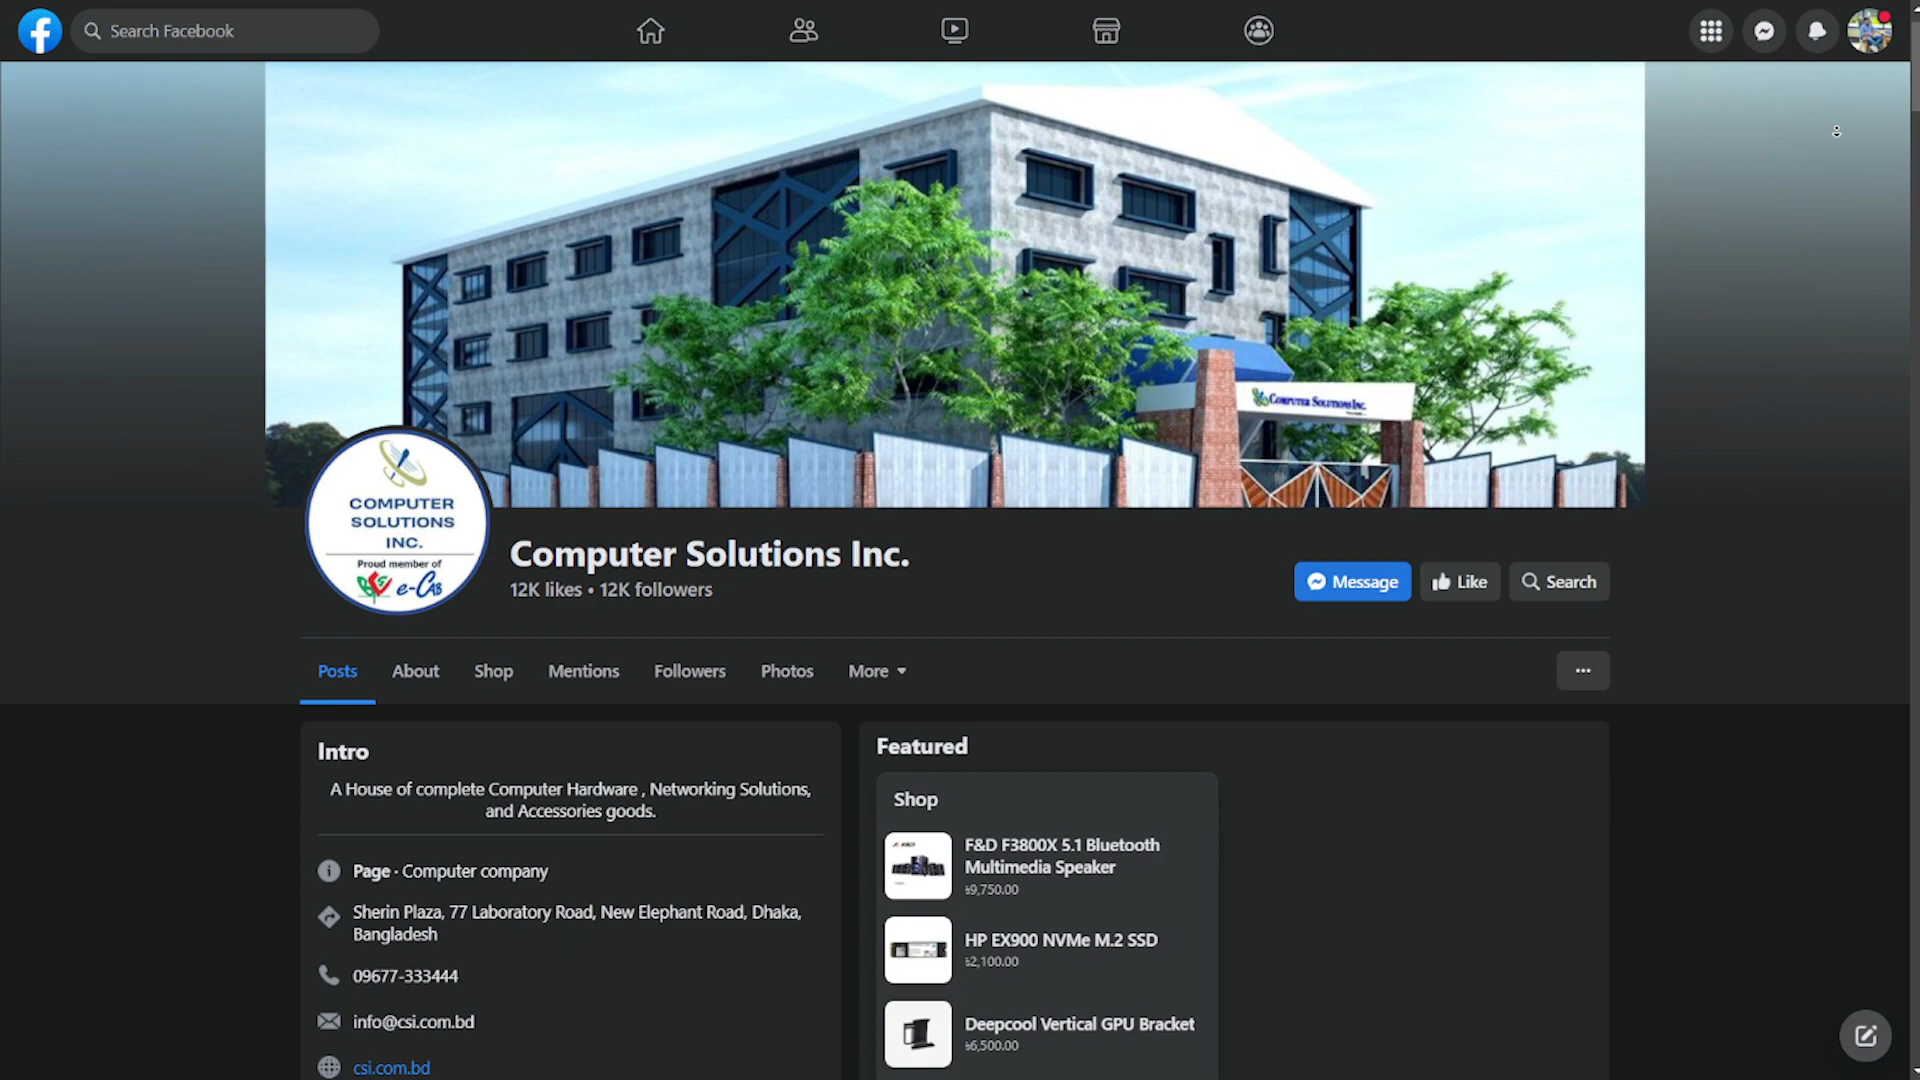 Search Facebook
COMPUTER SOLUTIONS INC.
COMPUTER
SOLUTIONS
INC.
Proud member of
BCS e-CAB
Computer Solutions Inc.
12K likes • 12K followers
Message
Like
Search
Posts
About
Shop
Mentions
Followers
Photos
More
Intro
A House of complete Computer Hardware , Networking Solutions,
and Accessories goods.
Page · Computer company
Sherin Plaza, 77 Laboratory Road, New Elephant Road, Dhaka,
Bangladesh
09677-333444
info@csi.com.bd
csi.com.bd
Featured
Shop
F&D F3800X 5.1 Bluetooth
Multimedia Speaker
৳9,750.00
HP EX900 NVMe M.2 SSD
৳2,100.00
Deepcool Vertical GPU Bracket
৳6,500.00